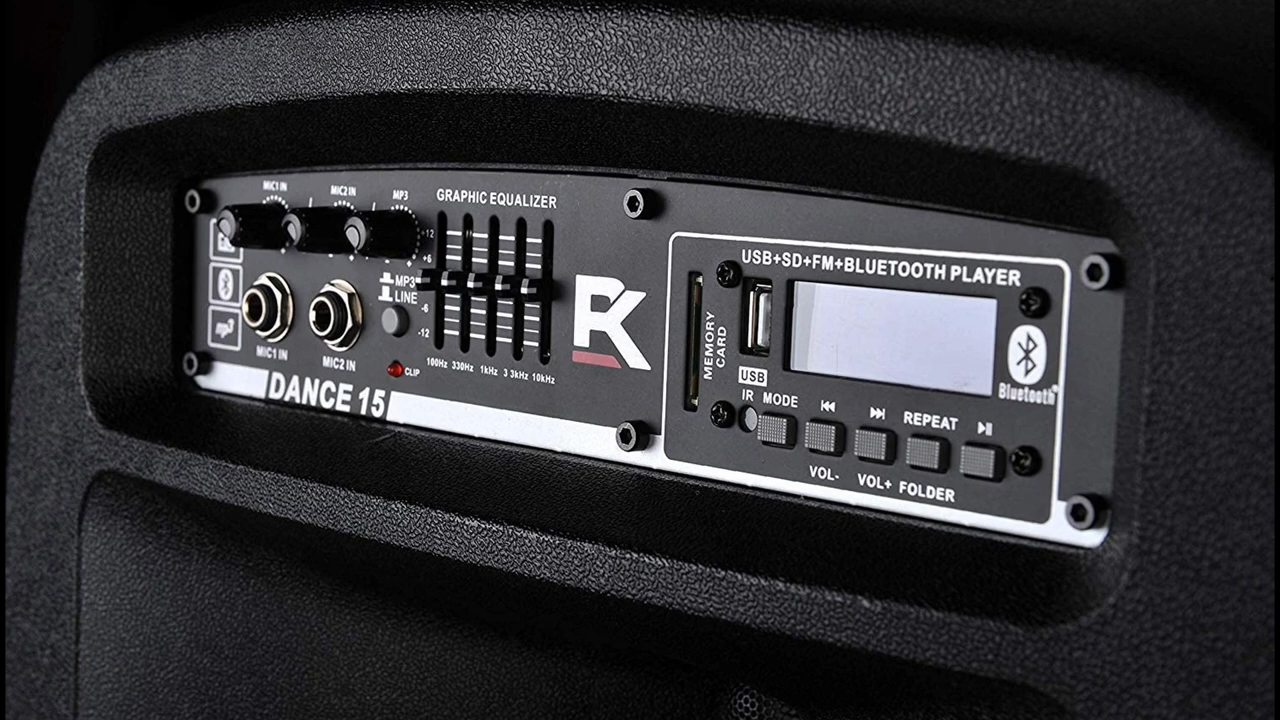 MIC1 IN
MIC2 IN
MP3
GRAPHIC EQUALIZER
+12
+6
-6
-12
MP3
LINE
mp3
MIC1 IN
MIC2 IN
CLIP
100Hz 330Hz 1kHz 3 3kHz 10kHz
DANCE 15
RK
USB+SD+FM+BLUETOOTH PLAYER
MEMORY
CARD
USB
Bluetooth
IR MODE
REPEAT
VOL-
VOL+
FOLDER